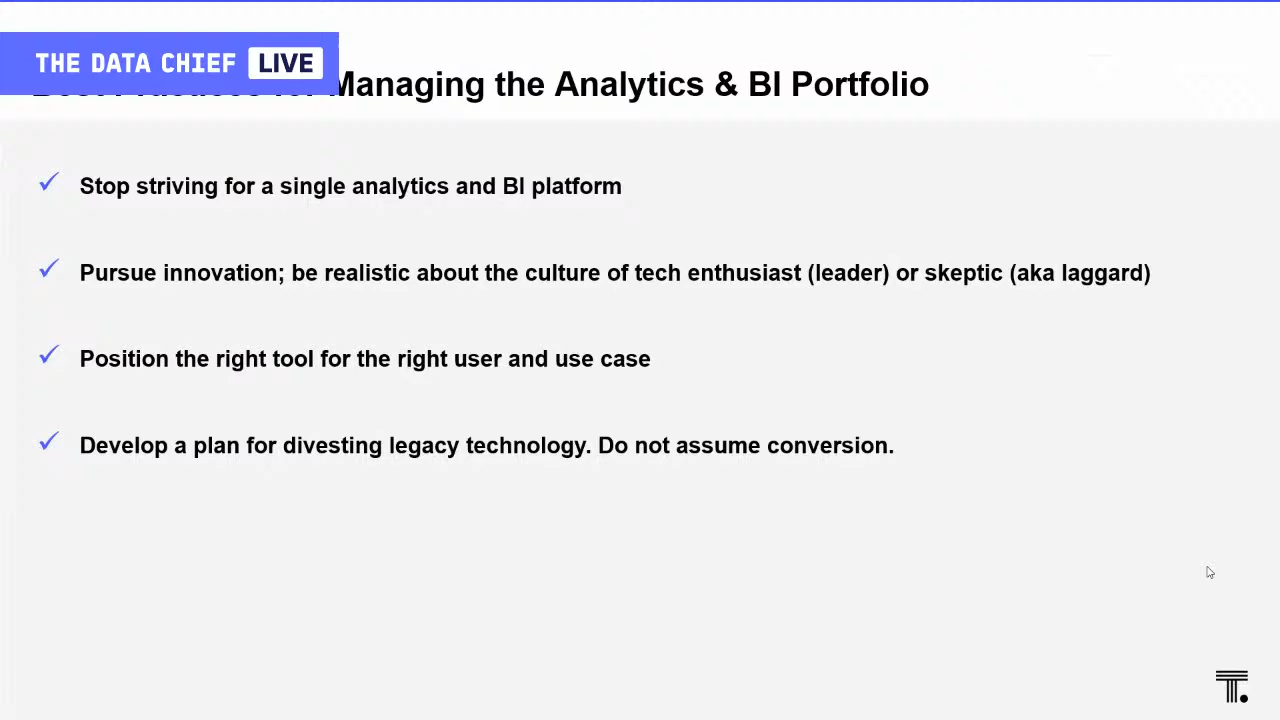 THE DATA CHIEF LIVE
Managing the Analytics & BI Portfolio
Stop striving for a single analytics and BI platform
Pursue innovation; be realistic about the culture of tech enthusiast (leader) or skeptic (aka laggard)
Position the right tool for the right user and use case
Develop a plan for divesting legacy technology. Do not assume conversion.
T.